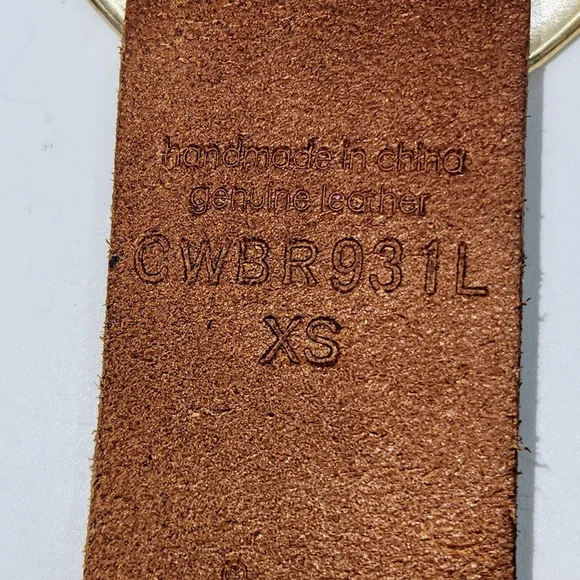 handmade in china
genuine leather
CWBR931L
XS
®